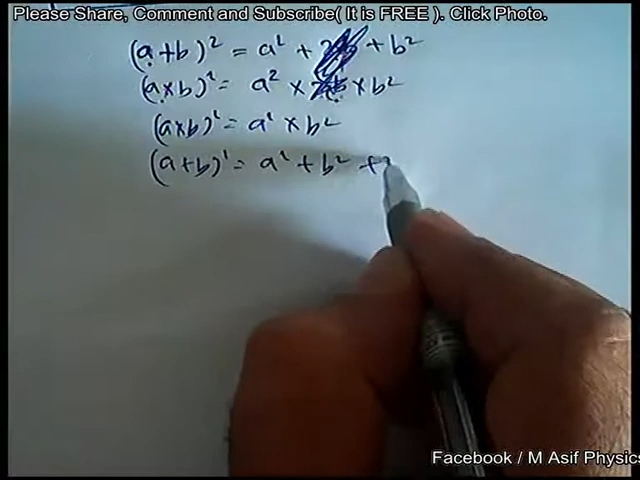 Please Share, Comment and Subscribe( It is FREE ). Click Photo.
(a + b)² = a² + + b²
(a × b)² = a² × × b²
(a×b)² = a² × b²
(a + b)² = a² + b² +
Facebook / M Asif Physics